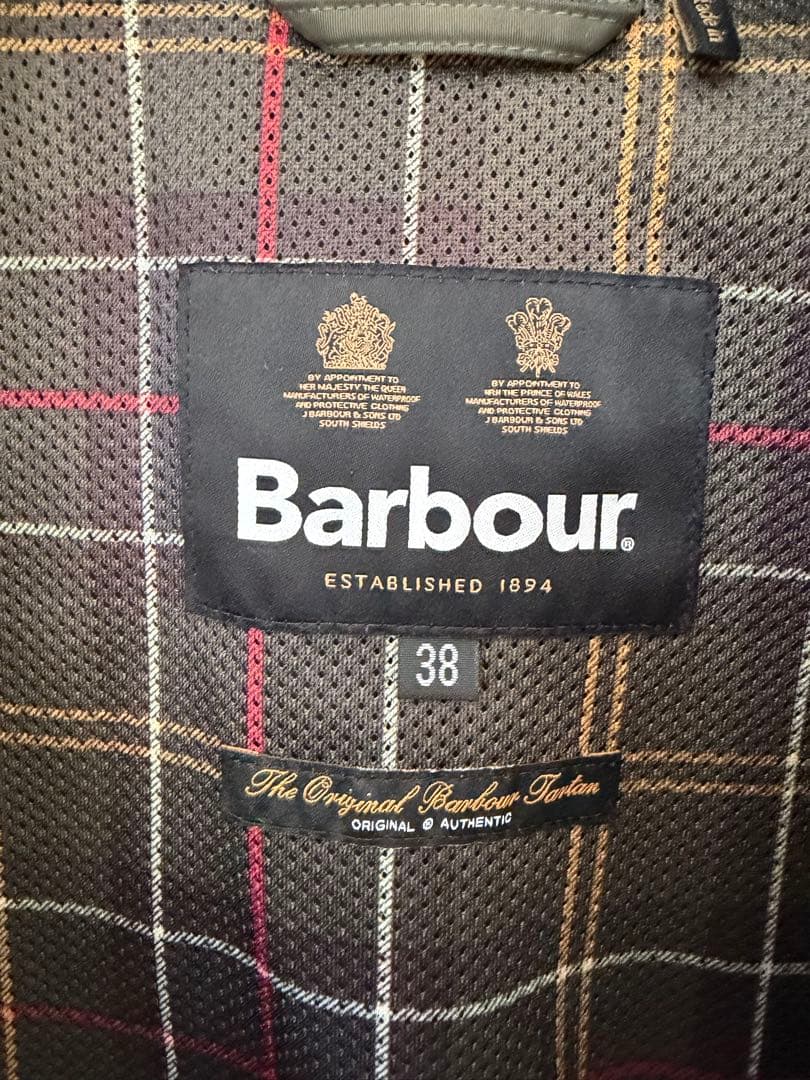 Made in
BY APPOINTMENT TO
HER MAJESTY THE QUEEN
MANUFACTURERS OF WATERPROOF
AND PROTECTIVE CLOTHING
J BARBOUR & SONS LTD
SOUTH SHIELDS
BY APPOINTMENT TO
HRH THE PRINCE OF WALES
MANUFACTURERS OF WATERPROOF
AND PROTECTIVE CLOTHING
J BARBOUR & SONS LTD
SOUTH SHIELDS
Barbour®
ESTABLISHED 1894
38
The Original Barbour Tartan
ORIGINAL ® AUTHENTIC